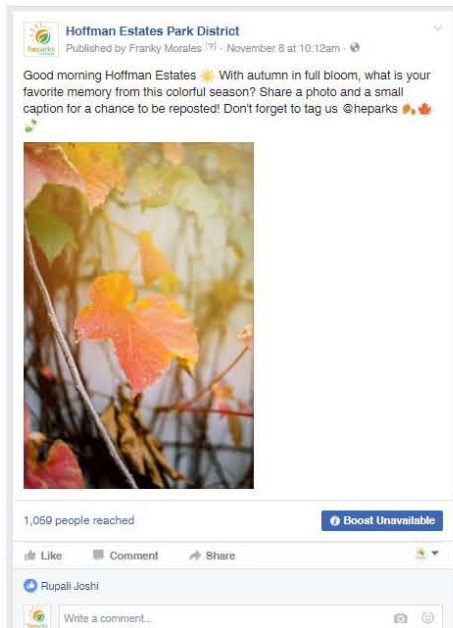 Hoffman Estates Park District
Published by Franky Morales [?] · November 8 at 10:12am ·
Good morning Hoffman Estates ☀️ With autumn in full bloom, what is your
favorite memory from this colorful season? Share a photo and a small
caption for a chance to be reposted! Don't forget to tag us @heparks 🍂🍁
🍃
1,059 people reached
Boost Unavailable
Like Comment Share
Rupali Joshi
heparks
Write a comment...